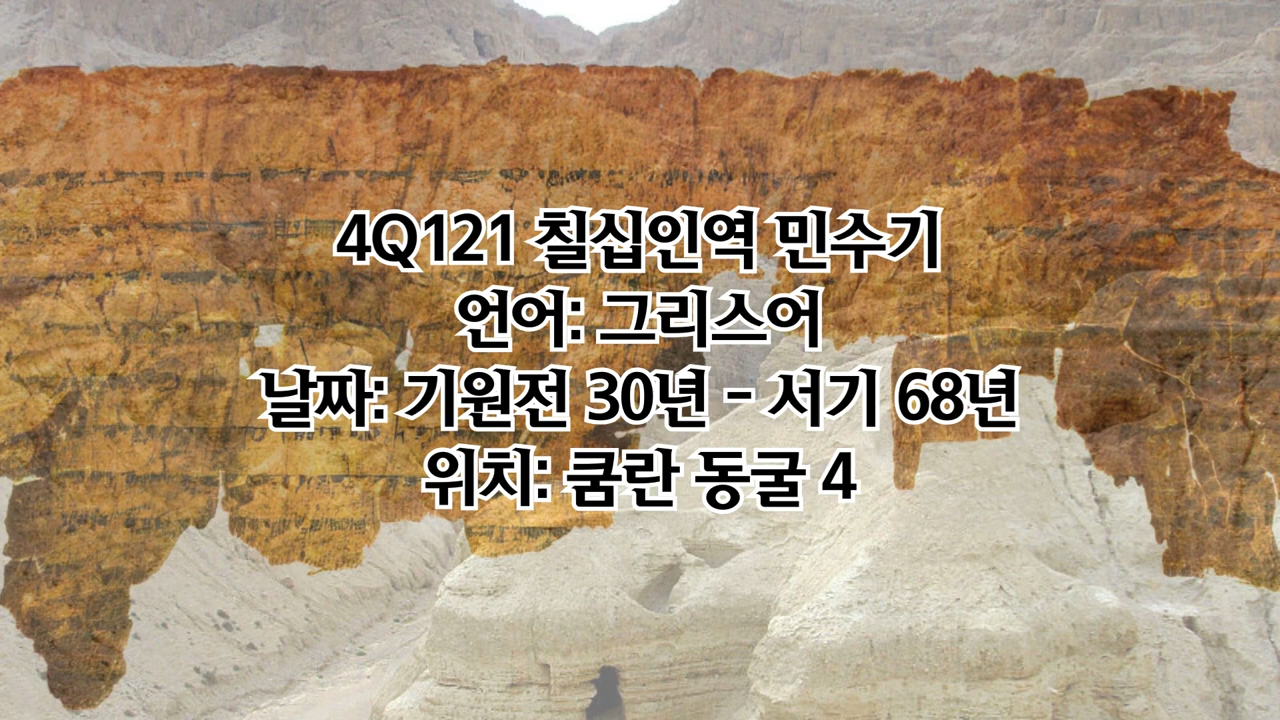 4Q121 칠십인역 민수기
언어: 그리스어
날짜: 기원전 30년 - 서기 68년
위치: 쿰란 동굴 4